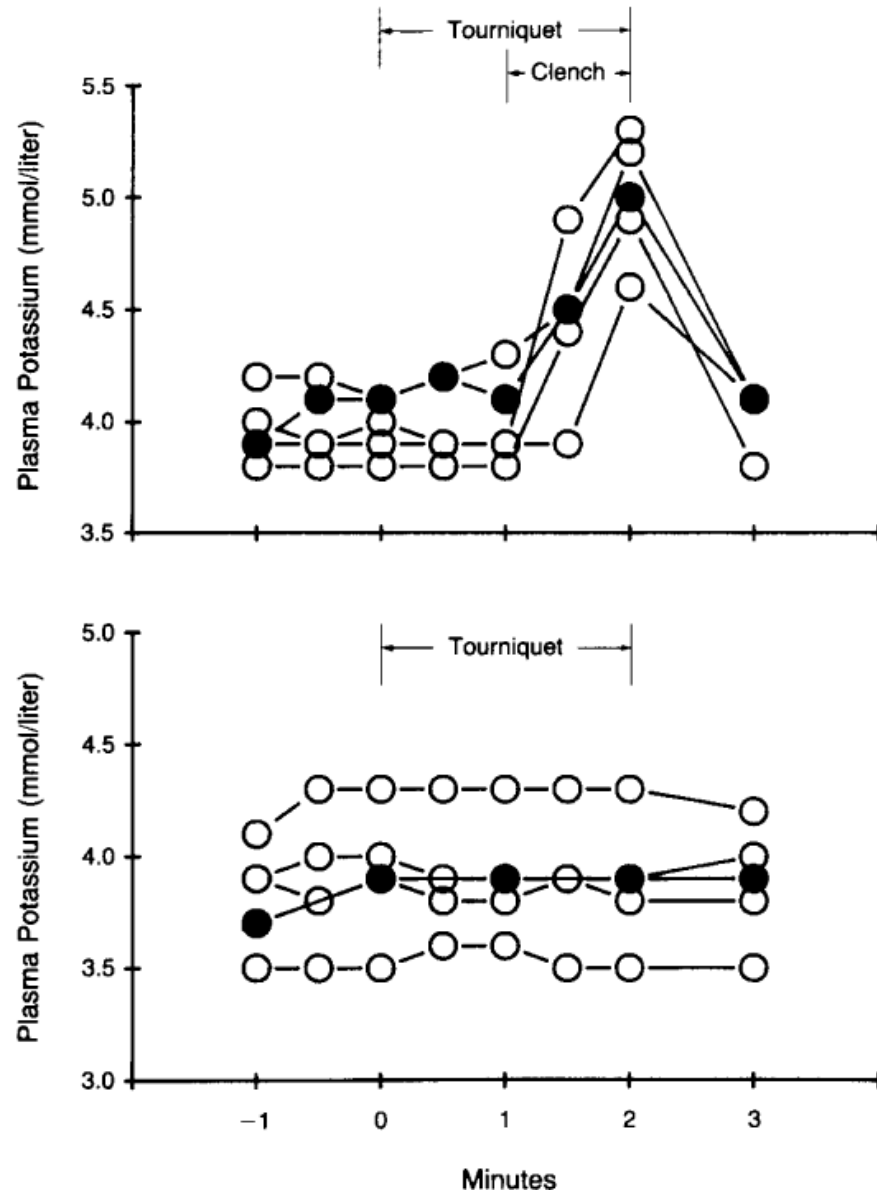 Tourniquet
Clench
Plasma Potassium (mmol/liter)
5.5
5.0
4.5
4.0
3.5
Tourniquet
Plasma Potassium (mmol/liter)
5.0
4.5
4.0
3.5
3.0
−1 0 1 2 3
Minutes